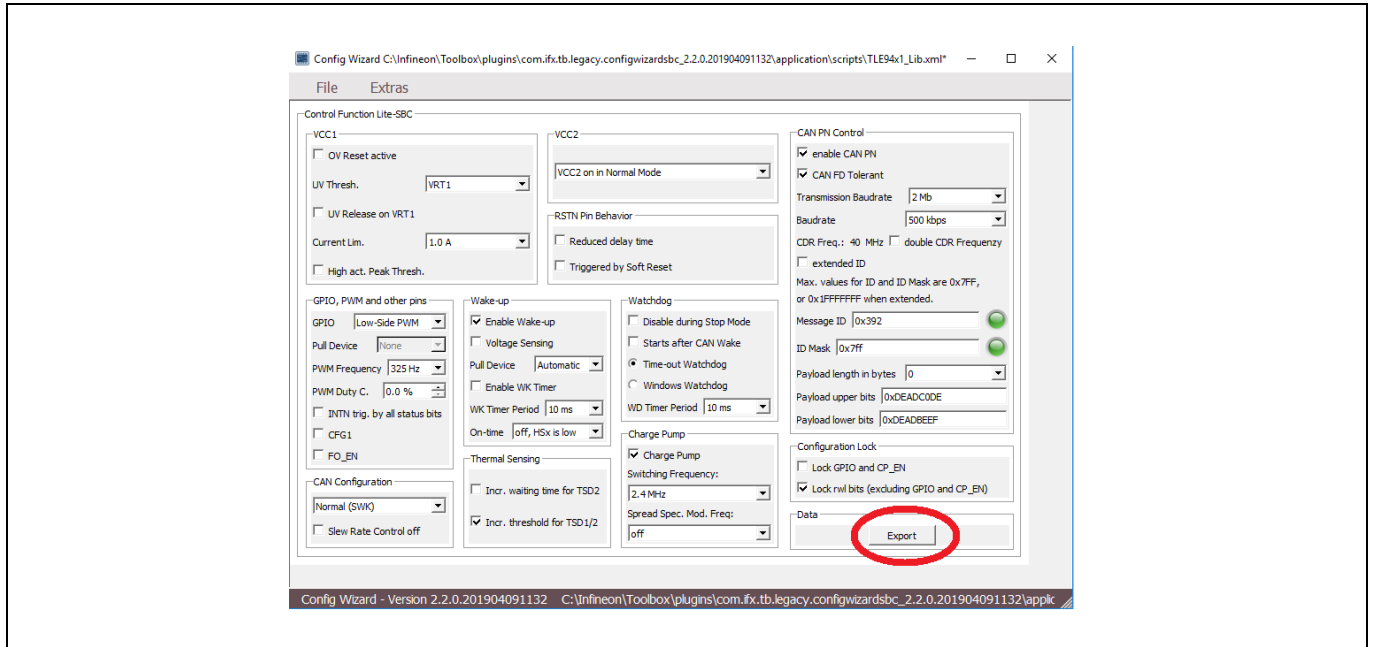 Config Wizard C:\Infineon\Toolbox\plugins\com.ifx.tb.legacy.configwizardsbc_2.2.0.201904091132\application\scripts\TLE94x1_Lib.xml*
File Extras
Control Function Lite-SBC
VCC1
OV Reset active
UV Thresh. VRT1
UV Release on VRT1
Current Lim. 1.0 A
High act. Peak Thresh.
VCC2
VCC2 on in Normal Mode
RSTN Pin Behavior
Reduced delay time
Triggered by Soft Reset
CAN PN Control
enable CAN PN
CAN FD Tolerant
Transmission Baudrate 2 Mb
Baudrate 500 kbps
CDR Freq.: 40 MHz double CDR Frequenzy
extended ID
Max. values for ID and ID Mask are 0x7FF,
or 0x1FFFFFFF when extended.
Message ID 0x392
ID Mask 0x7ff
Payload length in bytes 0
Payload upper bits 0xDEADC0DE
Payload lower bits 0xDEADBEEF
GPIO, PWM and other pins
GPIO Low-Side PWM
Pull Device None
PWM Frequency 325 Hz
PWM Duty C. 0.0 %
INTN trig. by all status bits
CFG1
FO_EN
CAN Configuration
Normal (SWK)
Slew Rate Control off
Wake-up
Enable Wake-up
Voltage Sensing
Pull Device Automatic
Enable WK Timer
WK Timer Period 10 ms
On-time off, HSx is low
Thermal Sensing
Incr. waiting time for TSD2
Incr. threshold for TSD1/2
Watchdog
Disable during Stop Mode
Starts after CAN Wake
Time-out Watchdog
Windows Watchdog
WD Timer Period 10 ms
Charge Pump
Charge Pump
Switching Frequency:
2.4 MHz
Spread Spec. Mod. Freq:
off
Configuration Lock
Lock GPIO and CP_EN
Lock rwl bits (excluding GPIO and CP_EN)
Data
Export
Config Wizard - Version 2.2.0.201904091132 C:\Infineon\Toolbox\plugins\com.ifx.tb.legacy.configwizardsbc_2.2.0.201904091132\applic